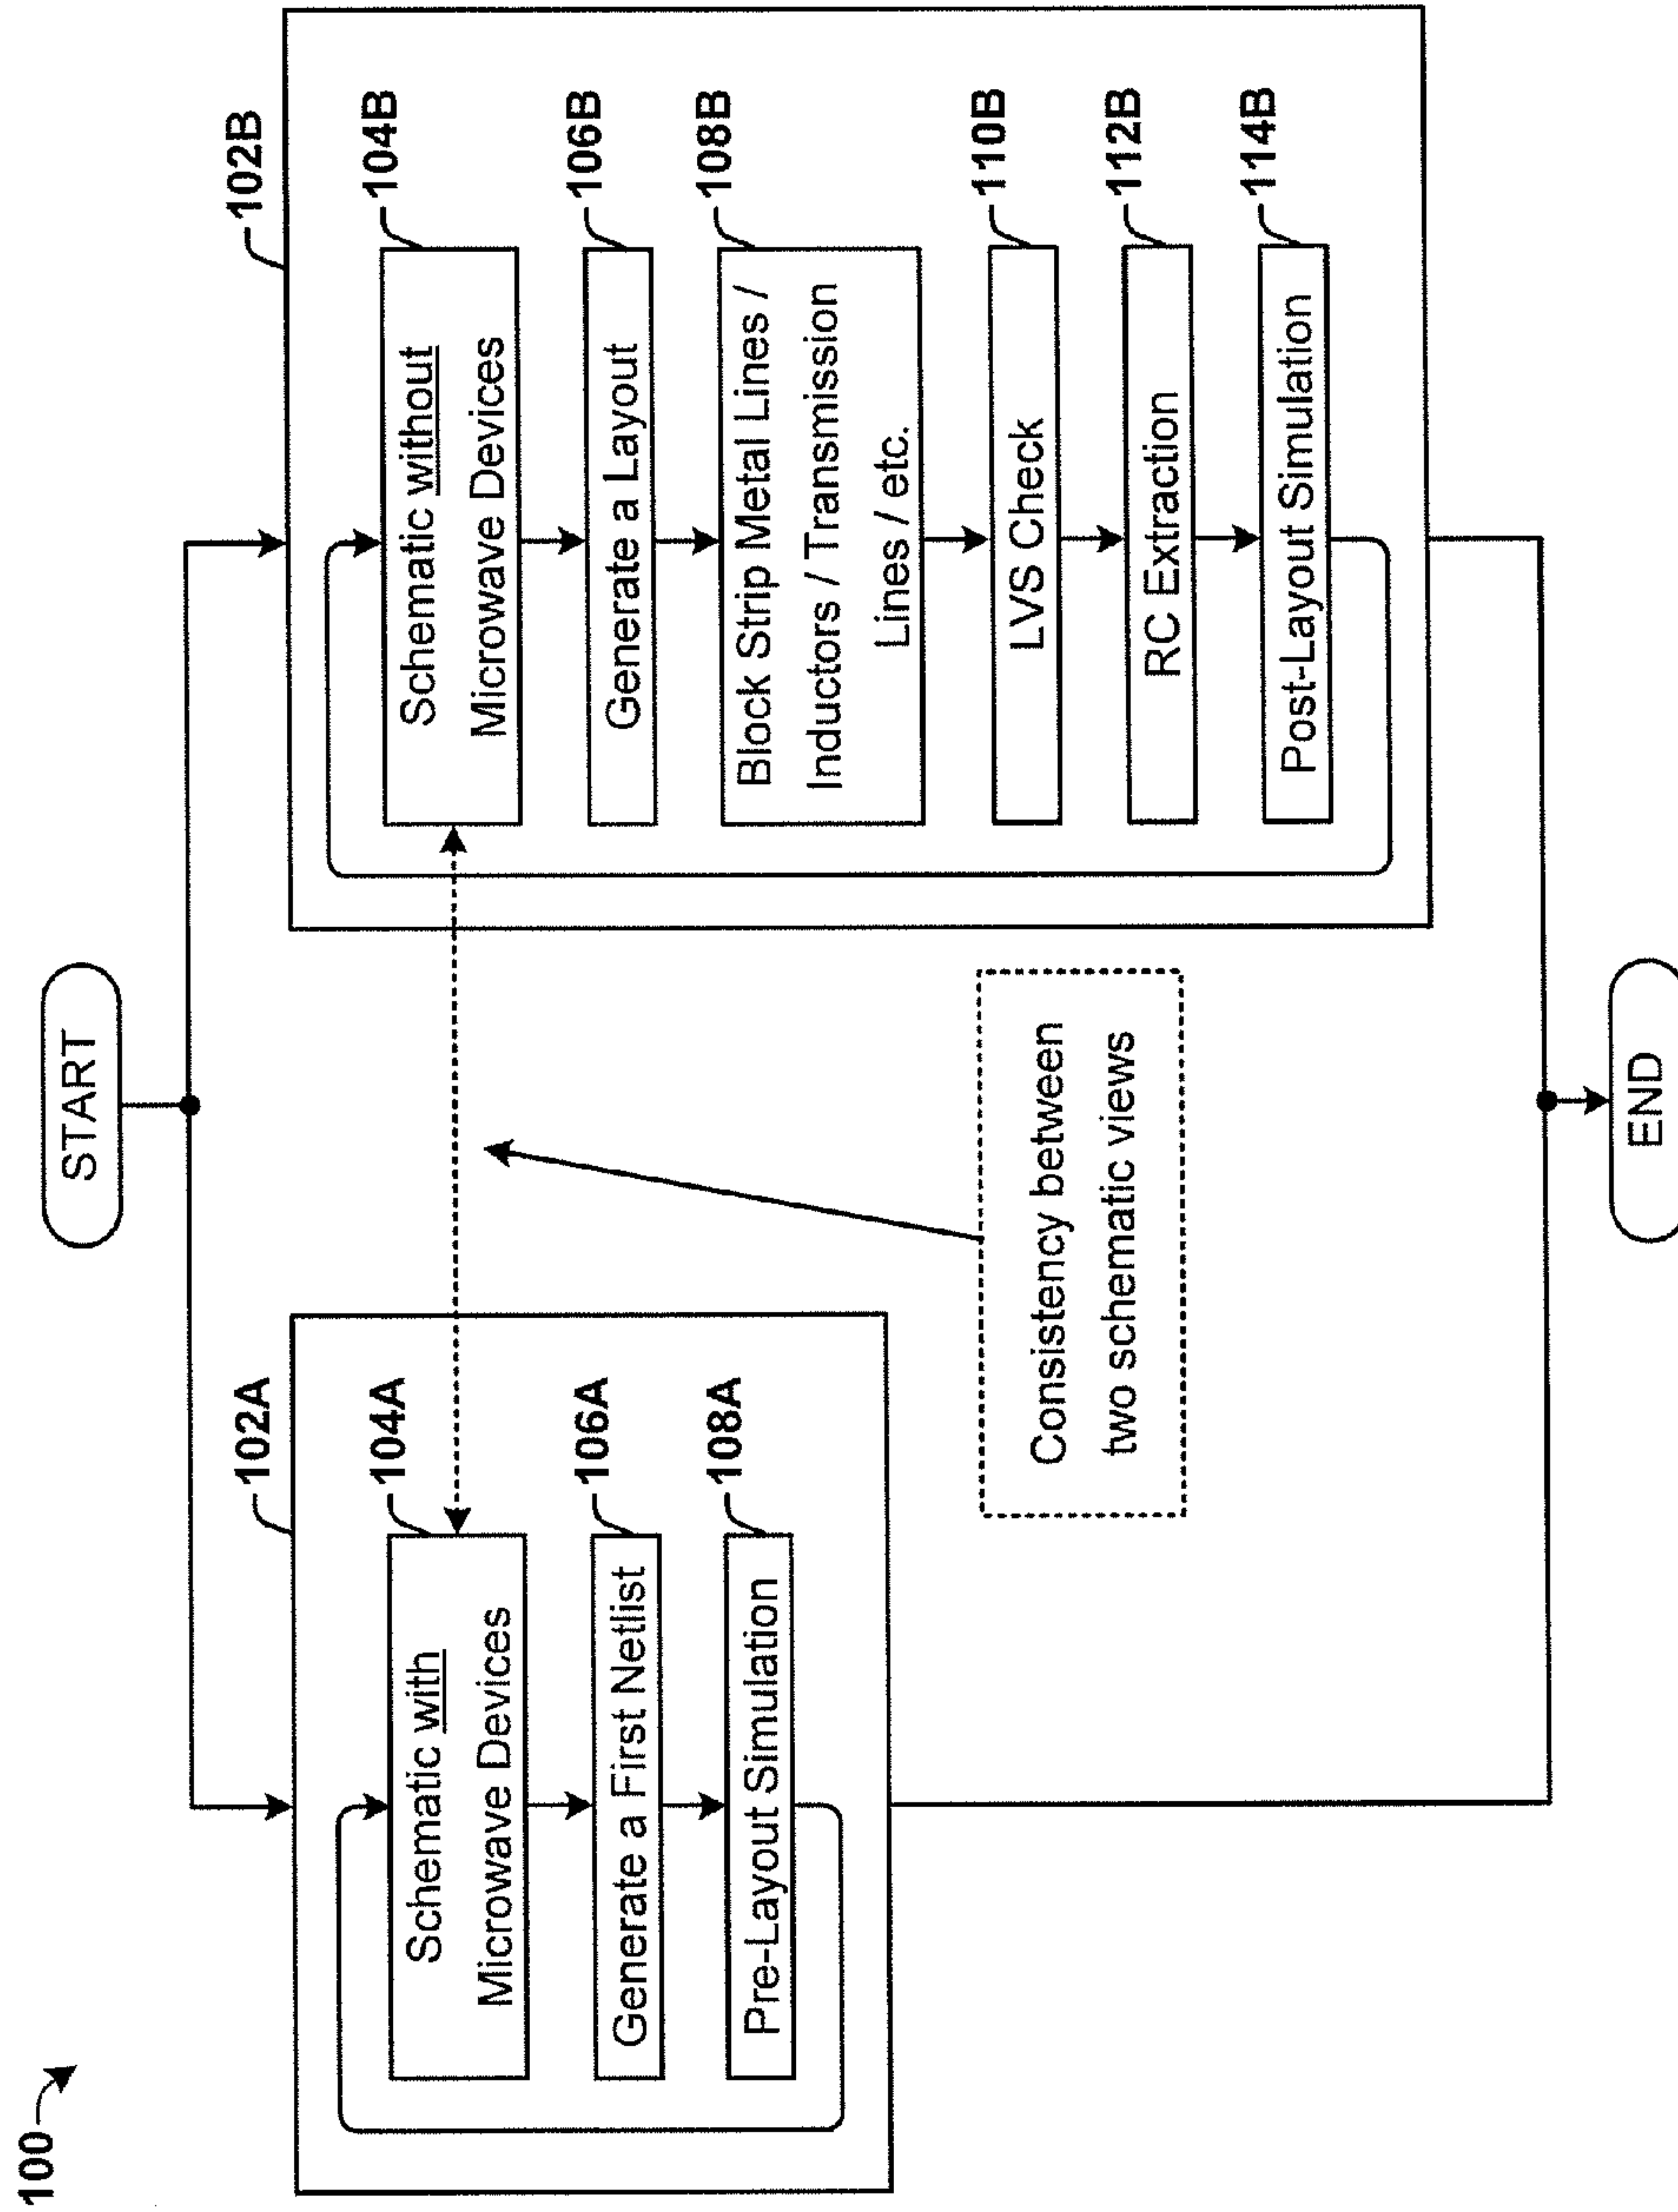 100
START
102A
104A
Schematic with
Microwave Devices
106A
Generate a First Netlist
108A
Pre-Layout Simulation
102B
104B
Schematic without
Microwave Devices
106B
Generate a Layout
108B
Block Strip Metal Lines /
Inductors / Transmission
Lines / etc.
110B
LVS Check
112B
RC Extraction
114B
Post-Layout Simulation
Consistency between
two schematic views
END